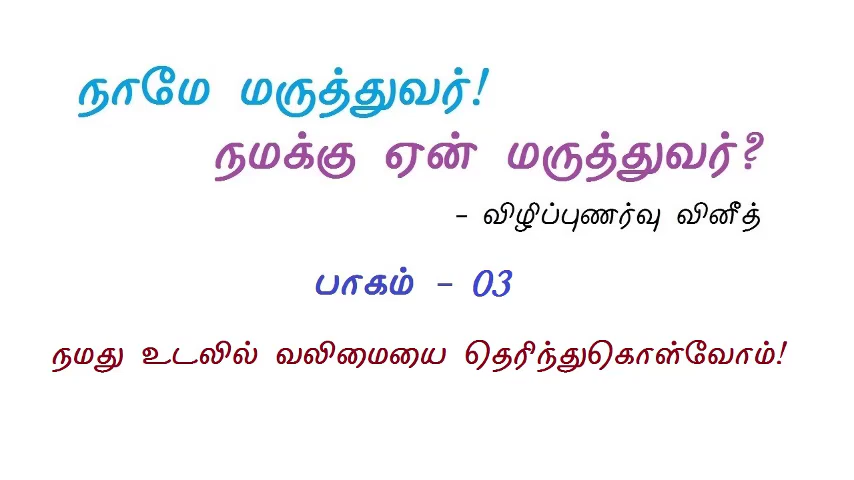 நாமே மருத்துவர்!
நமக்கு ஏன் மருத்துவர்?
- விழிப்புணர்வு வினீத்
பாகம் - 03
நமது உடலில் வலிமையை தெரிந்துகொள்வோம்!